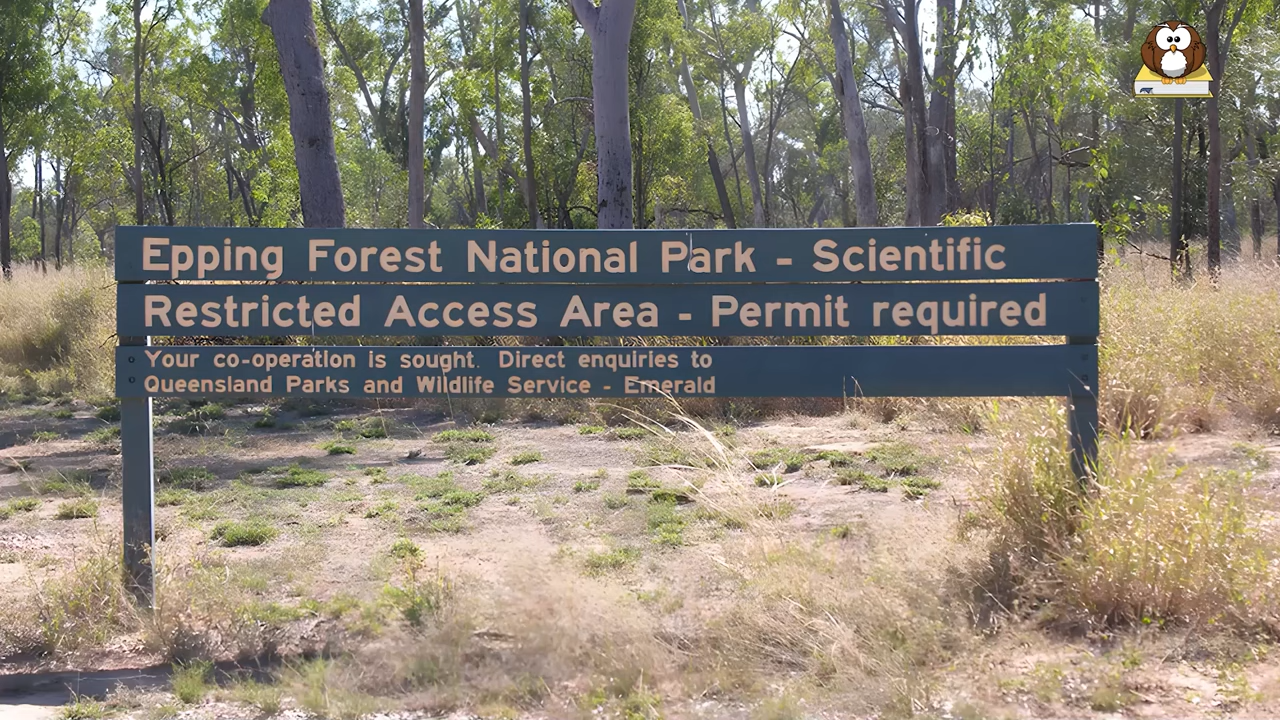 Epping Forest National Park - Scientific
Restricted Access Area - Permit required
Your co-operation is sought. Direct enquiries to
Queensland Parks and Wildlife Service - Emerald